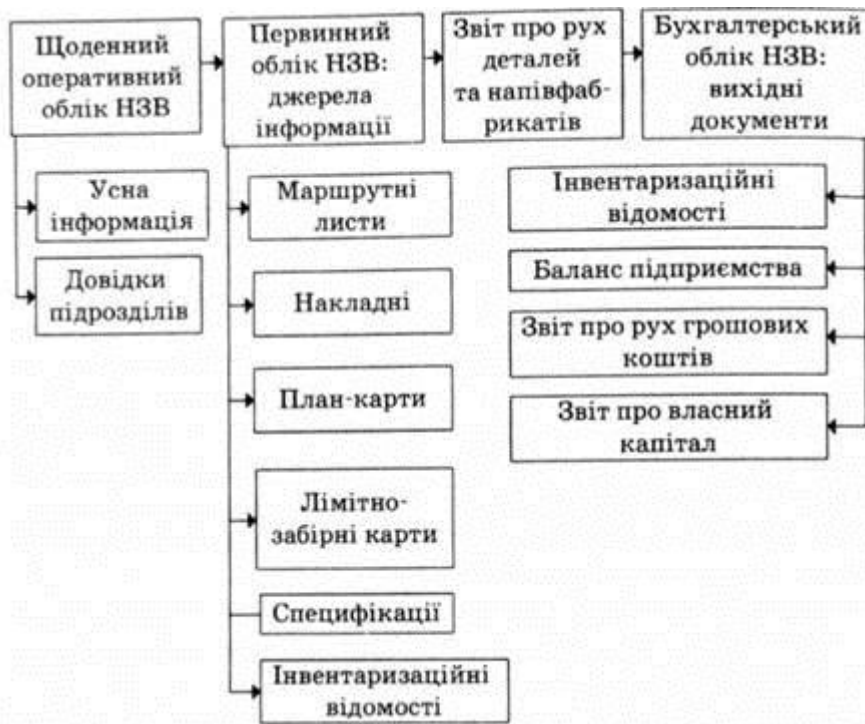 Щоденний
оперативний
облік НЗВ
Первинний
облік НЗВ:
джерела
інформації
Звіт про рух
деталей
та напівфаб-
рикатів
Бухгалтерський
облік НЗВ:
вихідні
документи
Усна
інформація
Довідки
підрозділів
Маршрутні
листи
Накладні
План-карти
Лімітно-
забірні карти
Специфікації
Інвентаризаційні
відомості
Інвентаризаційні
відомості
Баланс підприємства
Звіт про рух грошових
коштів
Звіт про власний
капітал